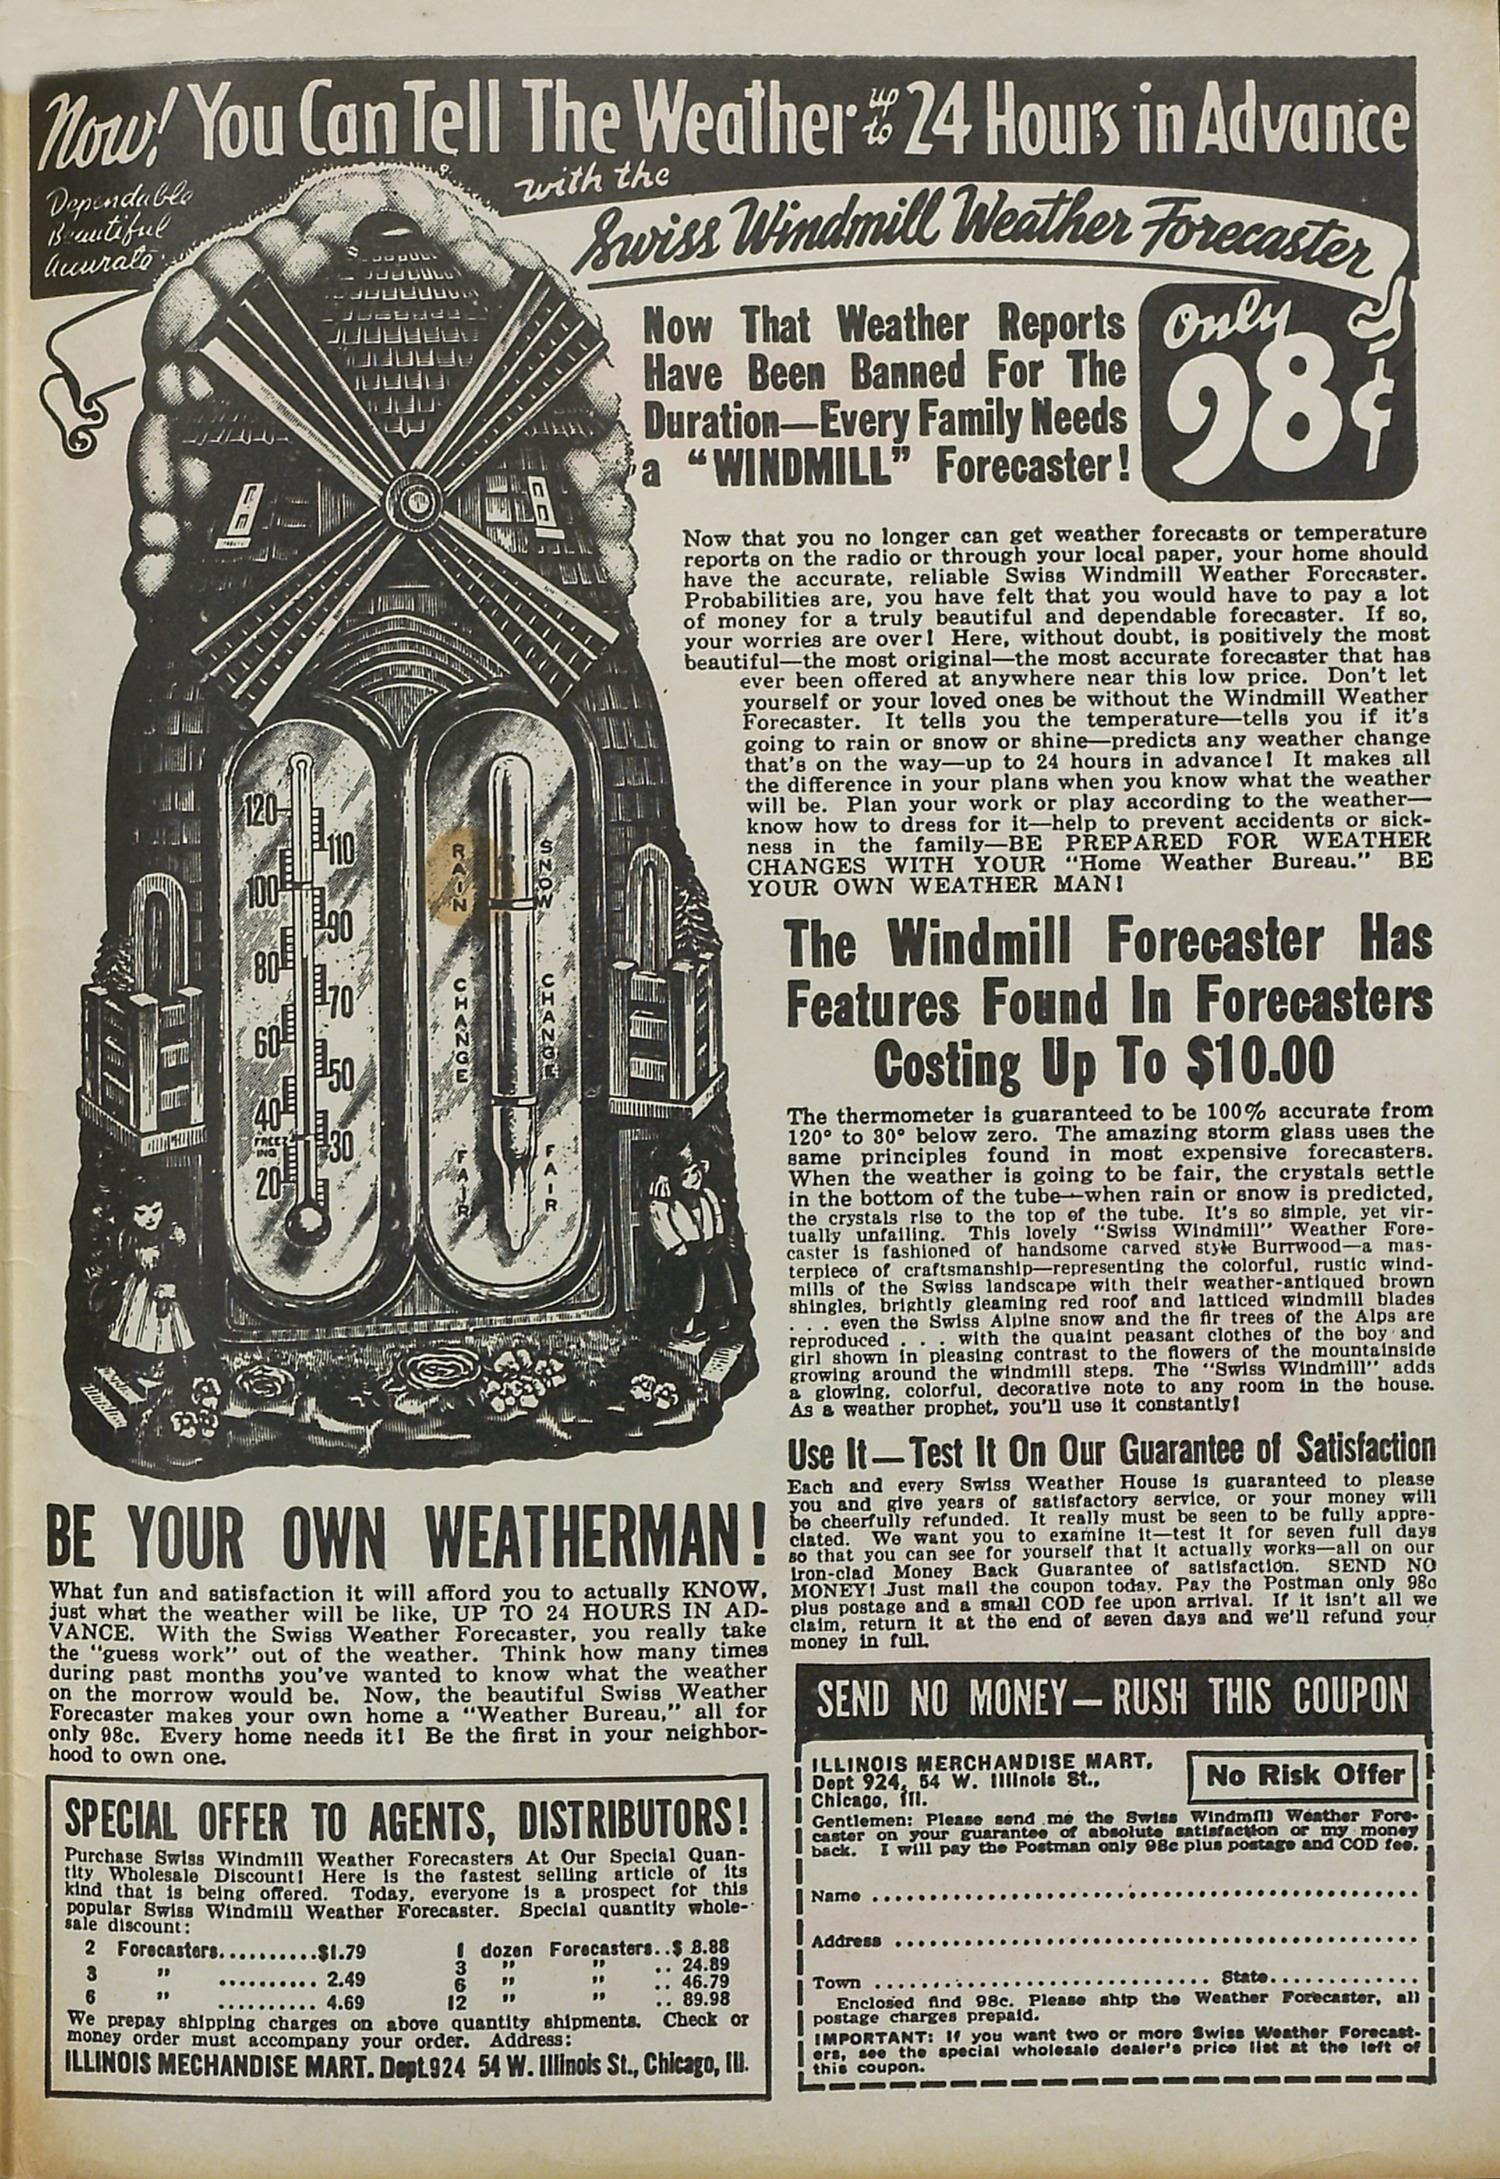 Now! You Can Tell The Weather up to 24 Hours in Advance
with the
Dependable
Beautiful
Accurate
Swiss Windmill Weather Forecaster
Now That Weather Reports
Have Been Banned For The
Duration—Every Family Needs
a "WINDMILL" Forecaster!
Only
98¢
Now that you no longer can get weather forecasts or temperature
reports on the radio or through your local paper, your home should
have the accurate, reliable Swiss Windmill Weather Forecaster.
Probabilities are, you have felt that you would have to pay a lot
of money for a truly beautiful and dependable forecaster. If so,
your worries are over! Here, without doubt, is positively the most
beautiful—the most original—the most accurate forecaster that has
ever been offered at anywhere near this low price. Don't let
yourself or your loved ones be without the Windmill Weather
Forecaster. It tells you the temperature—tells you if it's
going to rain or snow or shine—predicts any weather change
that's on the way—up to 24 hours in advance! It makes all
the difference in your plans when you know what the weather
will be. Plan your work or play according to the weather—
know how to dress for it—help to prevent accidents or sick-
ness in the family—BE PREPARED FOR WEATHER
CHANGES WITH YOUR "Home Weather Bureau." BE
YOUR OWN WEATHER MAN!
120
110
100
90
80
70
60
50
40
FREEZ
ING
30
20
RAIN
SNOW
CHANGE
CHANGE
FAIR
FAIR
The Windmill Forecaster Has
Features Found In Forecasters
Costing Up To $10.00
The thermometer is guaranteed to be 100% accurate from
120° to 30° below zero. The amazing storm glass uses the
same principles found in most expensive forecasters.
When the weather is going to be fair, the crystals settle
in the bottom of the tube—when rain or snow is predicted,
the crystals rise to the top of the tube. It's so simple, yet vir-
tually unfailing. This lovely "Swiss Windmill" Weather Fore-
caster is fashioned of handsome carved style Burrwood—a mas-
terpiece of craftsmanship—representing the colorful, rustic wind-
mills of the Swiss landscape with their weather-antiqued brown
shingles, brightly gleaming red roof and latticed windmill blades
. . . even the Swiss Alpine snow and the fir trees of the Alps are
reproduced . . . with the quaint peasant clothes of the boy and
girl shown in pleasing contrast to the flowers of the mountainside
growing around the windmill steps. The "Swiss Windmill" adds
a glowing, colorful, decorative note to any room in the house.
As a weather prophet, you'll use it constantly!
Use It—Test It On Our Guarantee of Satisfaction
Each and every Swiss Weather House is guaranteed to please
you and give years of satisfactory service, or your money will
be cheerfully refunded. It really must be seen to be fully appre-
ciated. We want you to examine it—test it for seven full days
so that you can see for yourself that it actually works—all on our
iron-clad Money Back Guarantee of satisfaction. SEND NO
MONEY! Just mail the coupon today. Pay the Postman only 98c
plus postage and a small COD fee upon arrival. If it isn't all we
claim, return it at the end of seven days and we'll refund your
money in full.
BE YOUR OWN WEATHERMAN!
What fun and satisfaction it will afford you to actually KNOW,
just what the weather will be like, UP TO 24 HOURS IN AD-
VANCE. With the Swiss Weather Forecaster, you really take
the "guess work" out of the weather. Think how many times
during past months you've wanted to know what the weather
on the morrow would be. Now, the beautiful Swiss Weather
Forecaster makes your own home a "Weather Bureau," all for
only 98c. Every home needs it! Be the first in your neighbor-
hood to own one.
SPECIAL OFFER TO AGENTS, DISTRIBUTORS!
Purchase Swiss Windmill Weather Forecasters At Our Special Quan-
tity Wholesale Discount! Here is the fastest selling article of its
kind that is being offered. Today, everyone is a prospect for this
popular Swiss Windmill Weather Forecaster. Special quantity whole-
sale discount:
2 Forecasters..........$1.79 1 dozen Forecasters..$ 8.88
3 " .......... 2.49 3 " " .. 24.89
6 " .......... 4.69 6 " " .. 46.79
12 " " .. 89.98
We prepay shipping charges on above quantity shipments. Check or
money order must accompany your order. Address:
ILLINOIS MECHANDISE MART. Dept.924 54 W. Illinois St., Chicago, Ill.
SEND NO MONEY—RUSH THIS COUPON
ILLINOIS MERCHANDISE MART,
Dept 924, 54 W. Illinois St.,
Chicago, Ill.
No Risk Offer
Gentlemen: Please send me the Swiss Windmill Weather Fore-
caster on your guarantee of absolute satisfaction or my money
back. I will pay the Postman only 98c plus postage and COD fee.
Name ........................................
Address ........................................
Town .............................. State..............
Enclosed find 98c. Please ship the Weather Forecaster, all
postage charges prepaid.
IMPORTANT: If you want two or more Swiss Weather Forecast-
ers, see the special wholesale dealer's price list at the left of
this coupon.